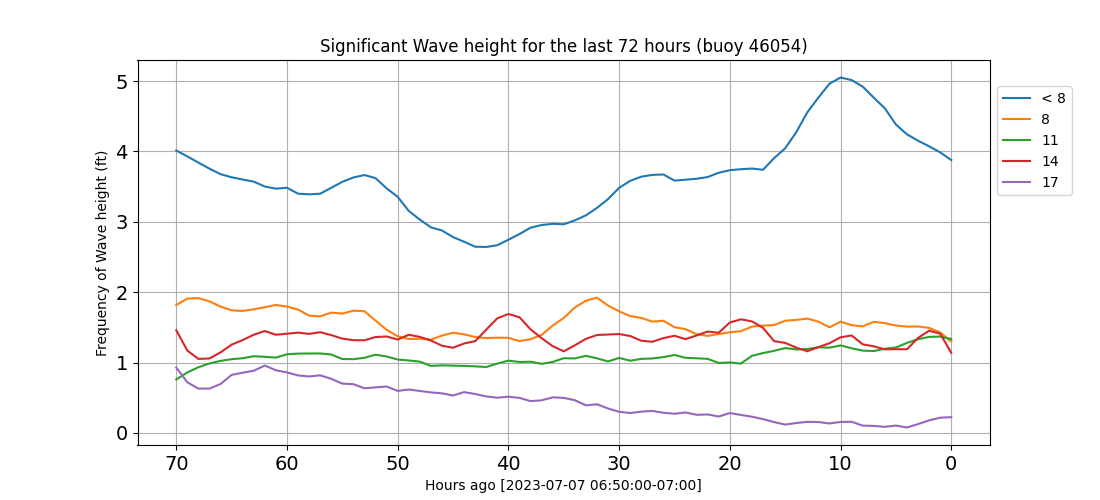 Significant Wave height for the last 72 hours (buoy 46054)
Frequency of Wave height (ft)
5
4
3
2
1
0
70 60 50 40 30 20 10 0
Hours ago [2023-07-07 06:50:00-07:00]
< 8
8
11
14
17